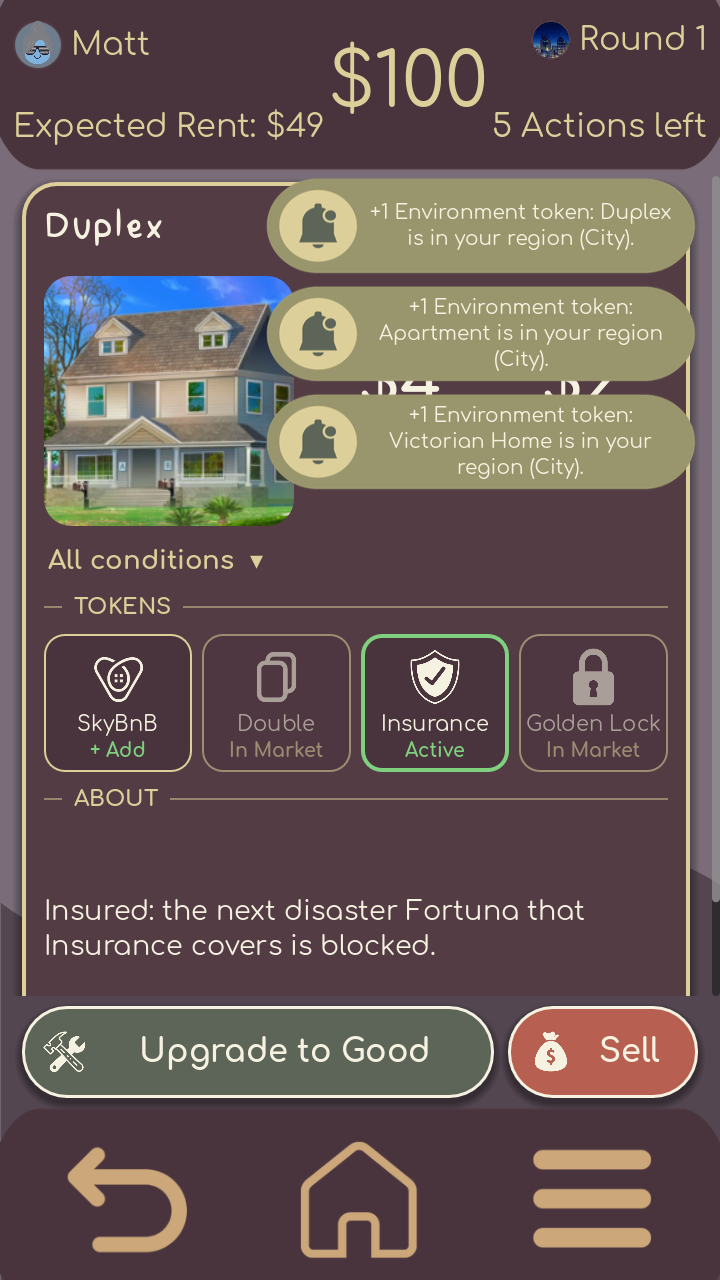 Matt
$100
Round 1
Expected Rent: $49
5 Actions left
Duplex
+1 Environment token: Duplex
is in your region (City).
+1 Environment token:
Apartment is in your region
(City).
+1 Environment token:
Victorian Home is in your
region (City).
All conditions ▼
TOKENS
SkyBnB
+ Add
Double
In Market
Insurance
Active
Golden Lock
In Market
ABOUT
Insured: the next disaster Fortuna that
Insurance covers is blocked.
Upgrade to Good
Sell